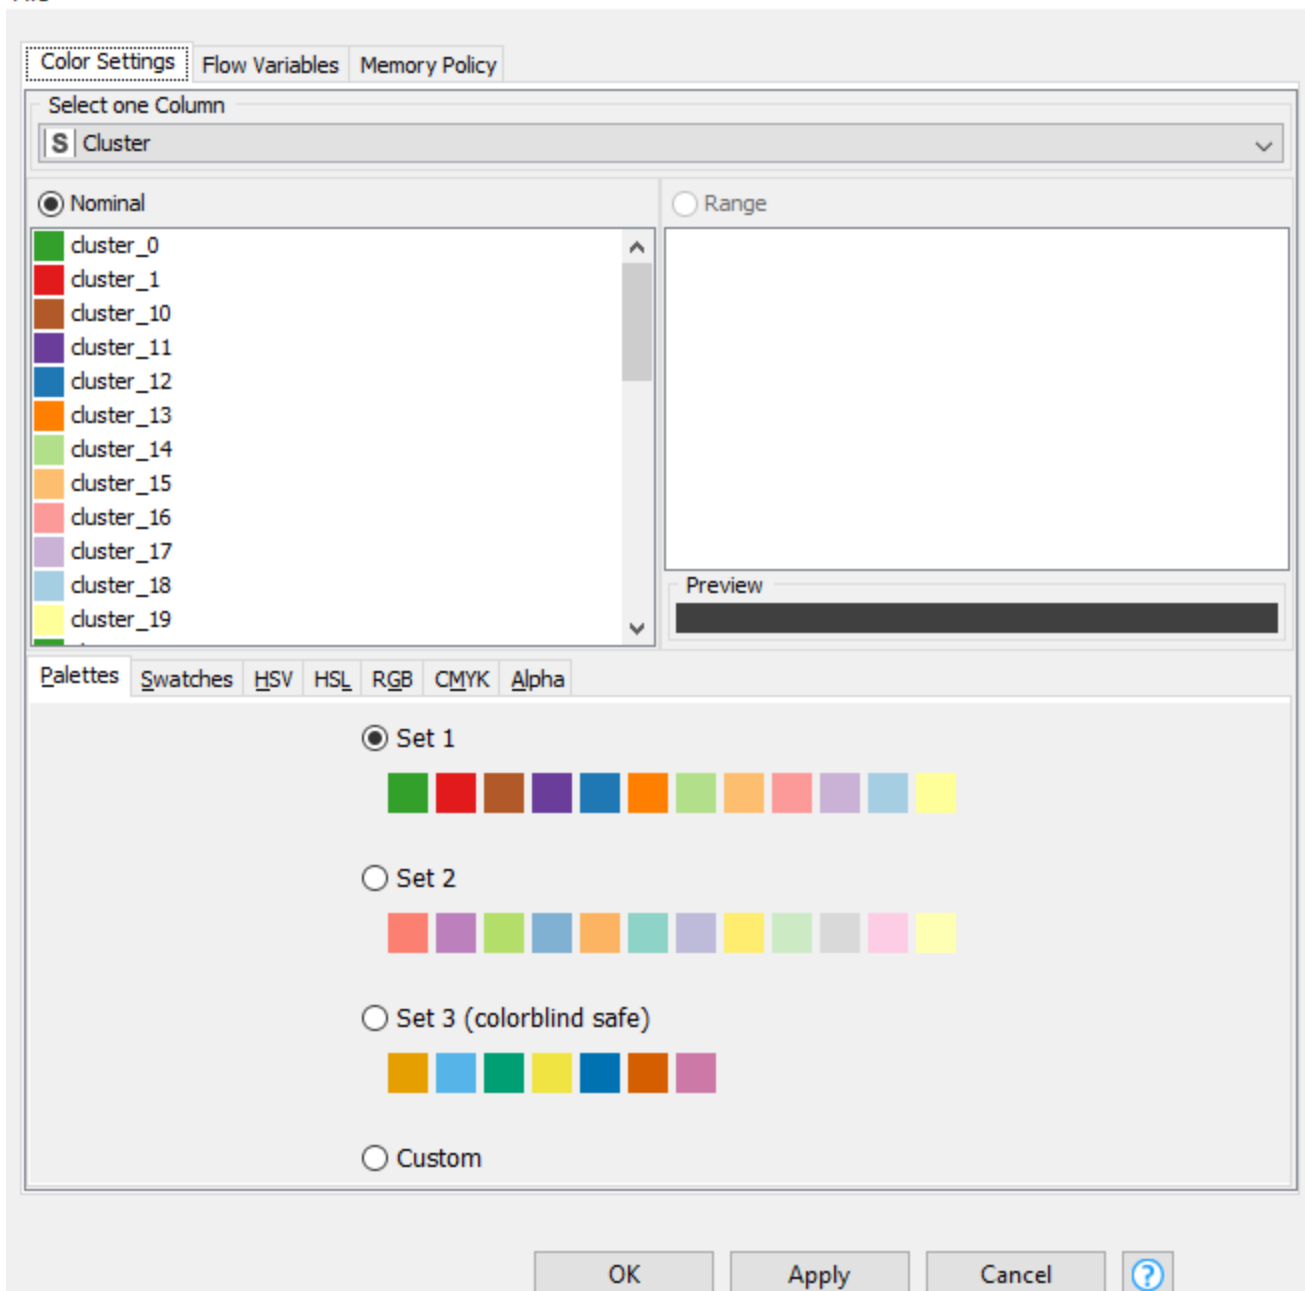 Color Settings Flow Variables Memory Policy
Select one Column
S Cluster
Nominal
Range
cluster_0
cluster_1
cluster_10
cluster_11
cluster_12
cluster_13
cluster_14
cluster_15
cluster_16
cluster_17
cluster_18
cluster_19
Preview
Palettes Swatches HSV HSL RGB CMYK Alpha
Set 1
Set 2
Set 3 (colorblind safe)
Custom
OK Apply Cancel ?